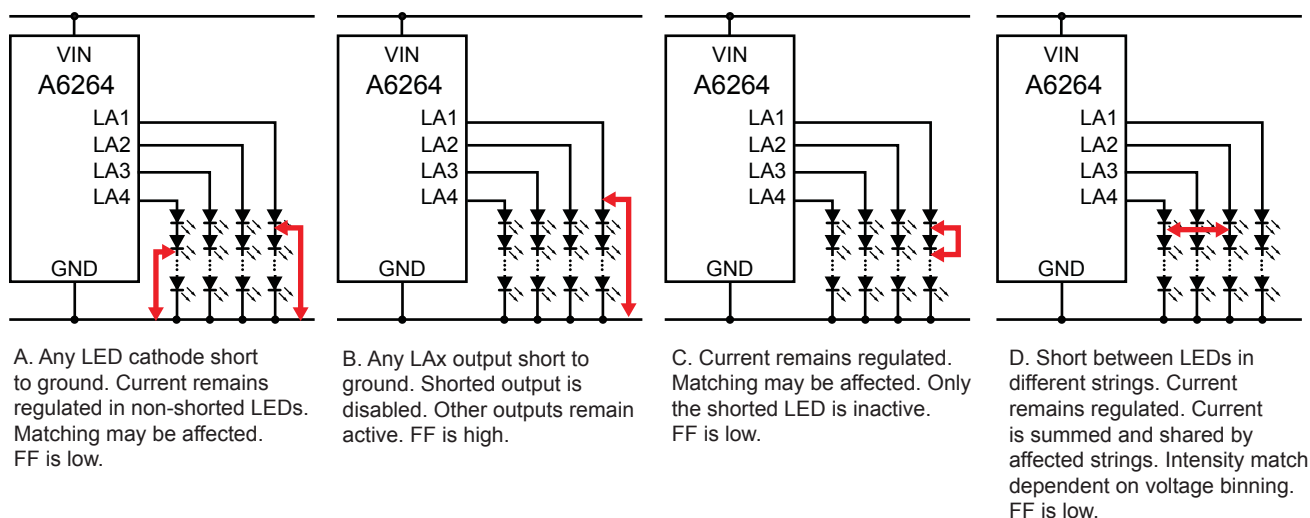 VIN
A6264
LA1
LA2
LA3
LA4
GND
VIN
A6264
LA1
LA2
LA3
LA4
GND
VIN
A6264
LA1
LA2
LA3
LA4
GND
VIN
A6264
LA1
LA2
LA3
LA4
GND
A. Any LED cathode short
to ground. Current remains
regulated in non-shorted LEDs.
Matching may be affected.
FF is low.
B. Any LAx output short to
ground. Shorted output is
disabled. Other outputs remain
active. FF is high.
C. Current remains regulated.
Matching may be affected. Only
the shorted LED is inactive.
FF is low.
D. Short between LEDs in
different strings. Current
remains regulated. Current
is summed and shared by
affected strings. Intensity match
dependent on voltage binning.
FF is low.